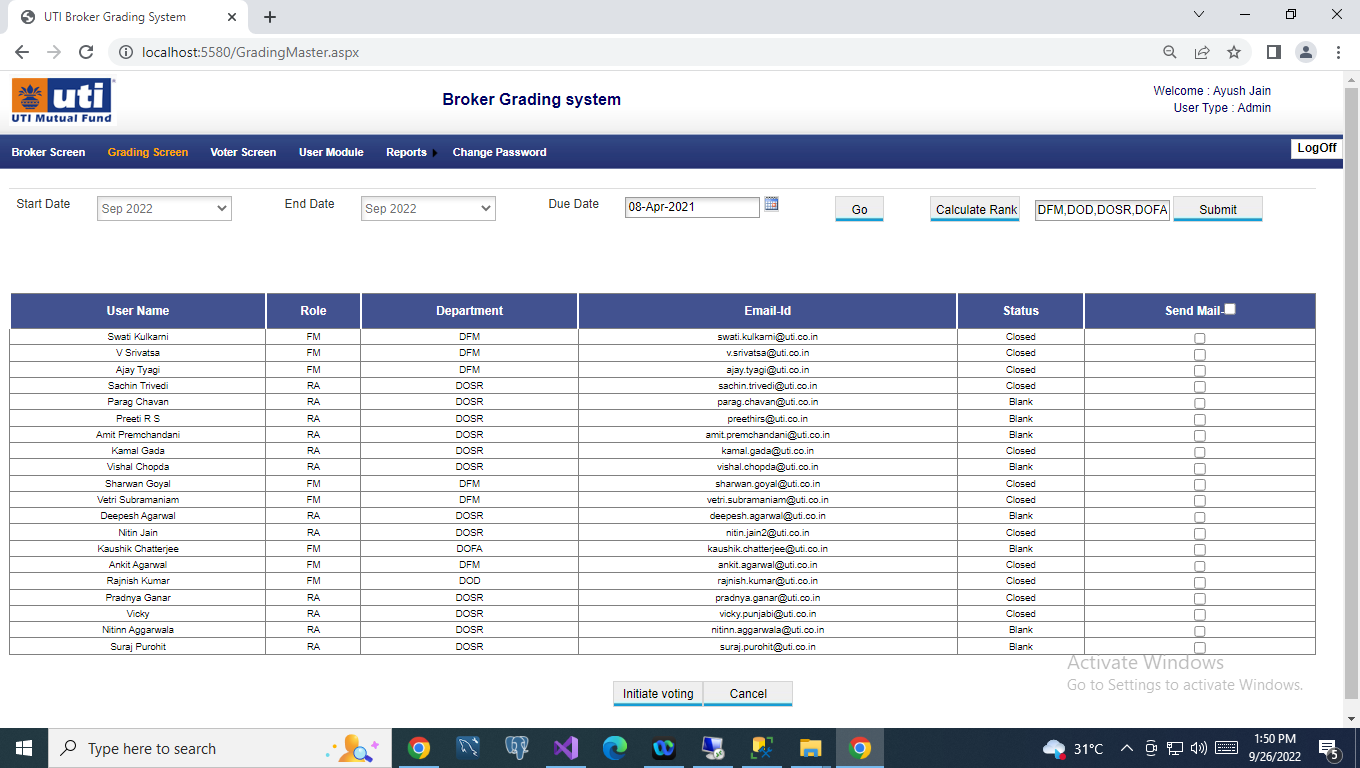 UTI Broker Grading System
localhost:5580/GradingMaster.aspx
uti
UTI Mutual Fund
Broker Grading system
Welcome : Ayush Jain
User Type : Admin
Broker Screen Grading Screen Voter Screen User Module Reports Change Password LogOff
Start Date Sep 2022 End Date Sep 2022 Due Date 08-Apr-2021 Go Calculate Rank DFM,DOD,DOSR,DOFA Submit
User Name Role Department Email-Id Status Send Mail-
Swati Kulkarni FM DFM swati.kulkarni@uti.co.in Closed
V Srivatsa FM DFM v.srivatsa@uti.co.in Closed
Ajay Tyagi FM DFM ajay.tyagi@uti.co.in Closed
Sachin Trivedi RA DOSR sachin.trivedi@uti.co.in Closed
Parag Chavan RA DOSR parag.chavan@uti.co.in Blank
Preeti R S RA DOSR preethirs@uti.co.in Blank
Amit Premchandani RA DOSR amit.premchandani@uti.co.in Blank
Kamal Gada RA DOSR kamal.gada@uti.co.in Closed
Vishal Chopda RA DOSR vishal.chopda@uti.co.in Blank
Sharwan Goyal FM DFM sharwan.goyal@uti.co.in Closed
Vetri Subramaniam FM DFM vetri.subramaniam@uti.co.in Closed
Deepesh Agarwal RA DOSR deepesh.agarwal@uti.co.in Blank
Nitin Jain RA DOSR nitin.jain2@uti.co.in Closed
Kaushik Chatterjee FM DOFA kaushik.chatterjee@uti.co.in Blank
Ankit Agarwal FM DFM ankit.agarwal@uti.co.in Closed
Rajnish Kumar FM DOD rajnish.kumar@uti.co.in Closed
Pradnya Ganar RA DOSR pradnya.ganar@uti.co.in Closed
Vicky RA DOSR vicky.punjabi@uti.co.in Closed
Nitinn Aggarwala RA DOSR nitinn.aggarwala@uti.co.in Blank
Suraj Purohit RA DOSR suraj.purohit@uti.co.in Blank
Activate Windows
Go to Settings to activate Windows.
Initiate voting Cancel
Type here to search
31°C
1:50 PM
9/26/2022
5